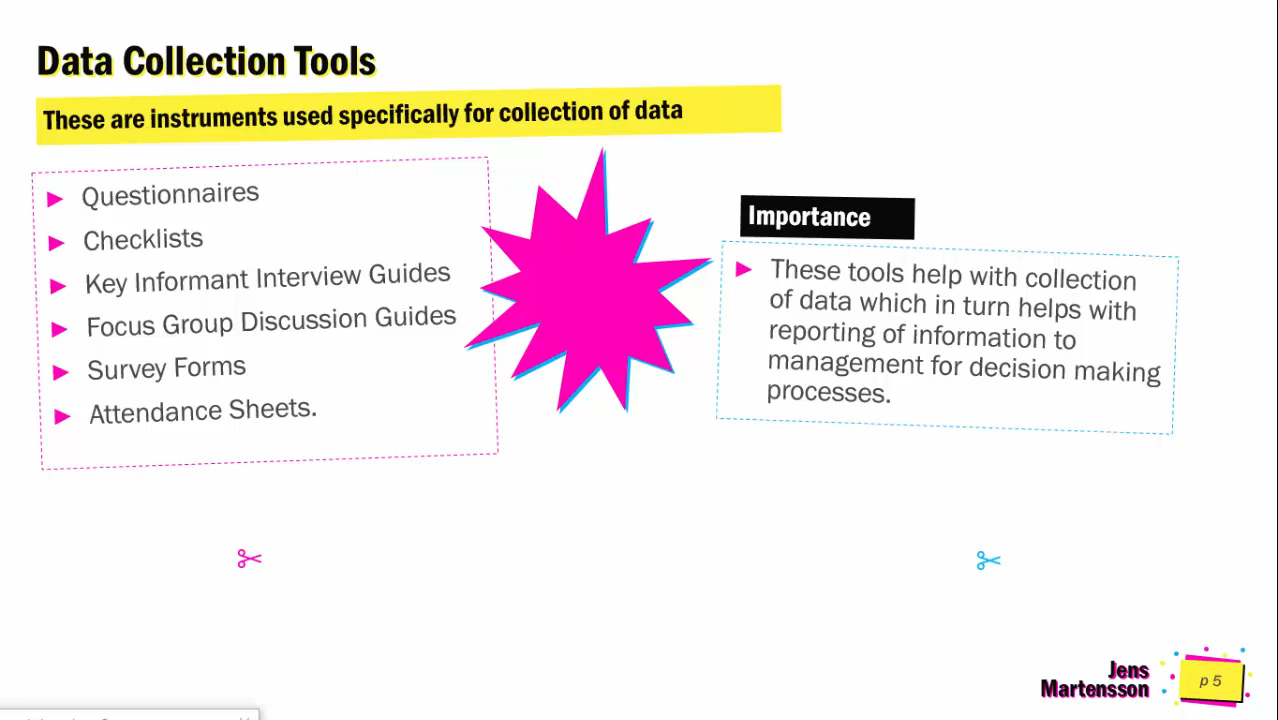 Data Collection Tools
These are instruments used specifically for collection of data
Questionnaires
Checklists
Key Informant Interview Guides
Focus Group Discussion Guides
Survey Forms
Attendance Sheets.
Importance
These tools help with collection
of data which in turn helps with
reporting of information to
management for decision making
processes.
Jens
Martensson
p 5